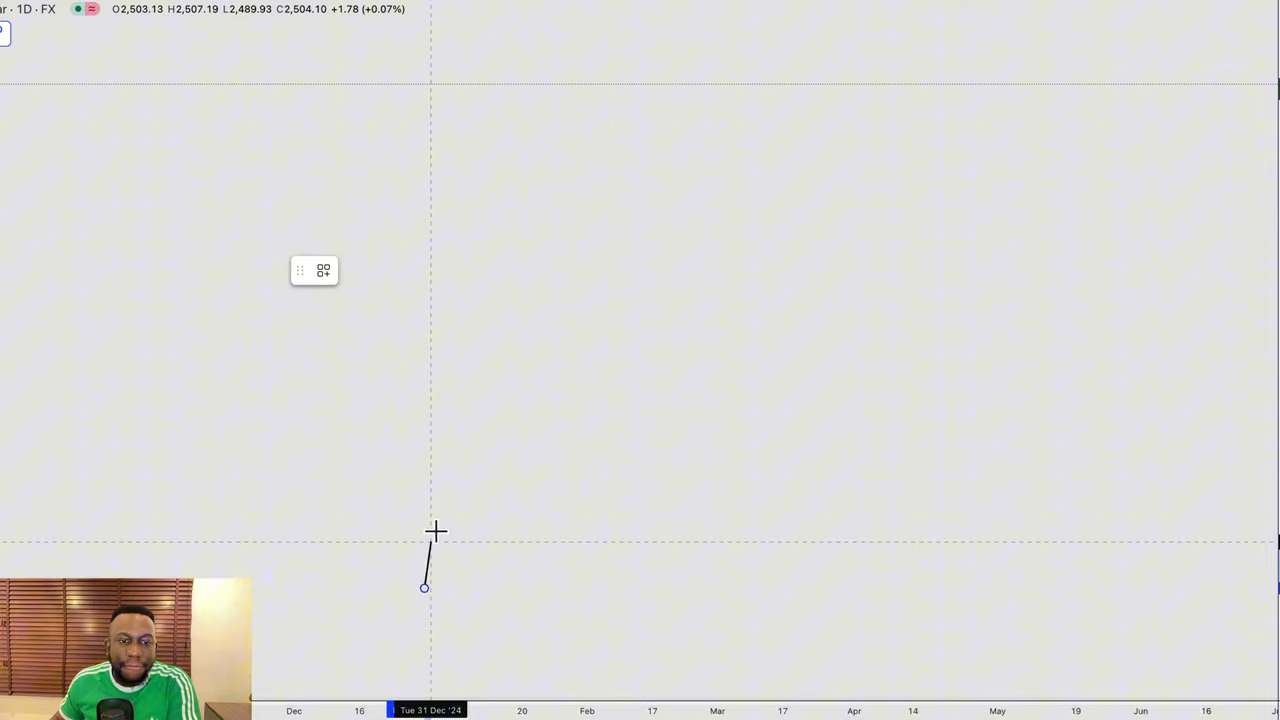 ar · 1D · FX O2,503.13 H2,507.19 L2,489.93 C2,504.10 +1.78 (+0.07%)
Dec 16 Tue 31 Dec '24 20 Feb 17 Mar 17 Apr 14 May 19 Jun 16